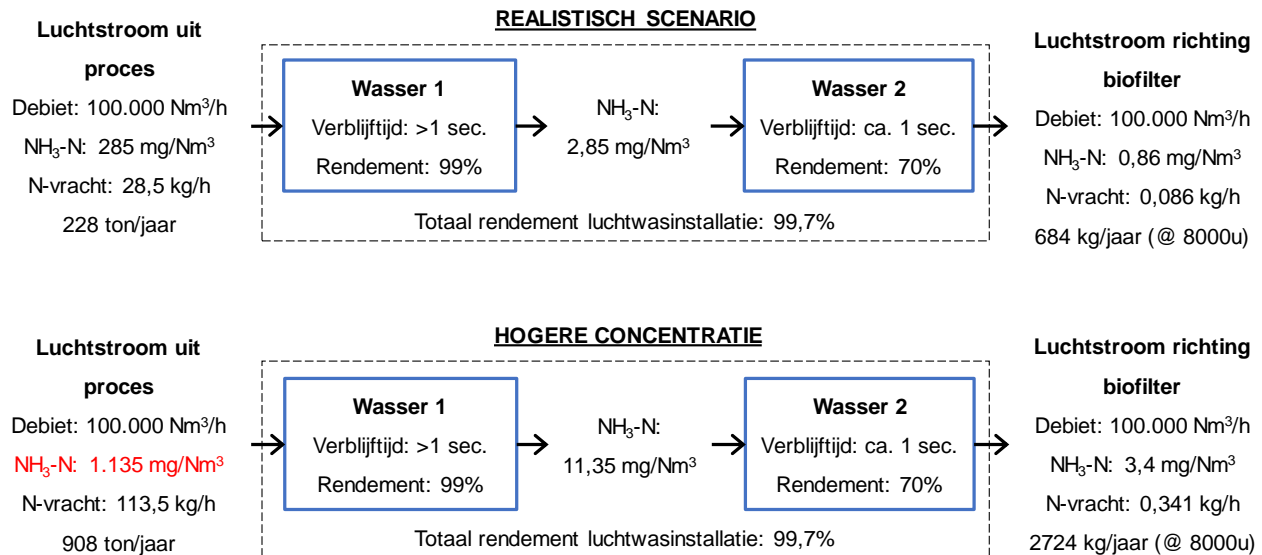 REALISTISCH SCENARIO
Luchtstroom uit
proces
Debiet: 100.000 Nm³/h
NH₃-N: 285 mg/Nm³
N-vracht: 28,5 kg/h
228 ton/jaar
Wasser 1
Verblijftijd: >1 sec.
Rendement: 99%
NH₃-N:
2,85 mg/Nm³
Wasser 2
Verblijftijd: ca. 1 sec.
Rendement: 70%
Totaal rendement luchtwasinstallatie: 99,7%
Luchtstroom richting
biofilter
Debiet: 100.000 Nm³/h
NH₃-N: 0,86 mg/Nm³
N-vracht: 0,086 kg/h
684 kg/jaar (@ 8000u)
HOGERE CONCENTRATIE
Luchtstroom uit
proces
Debiet: 100.000 Nm³/h
NH₃-N: 1.135 mg/Nm³
N-vracht: 113,5 kg/h
908 ton/jaar
Wasser 1
Verblijftijd: >1 sec.
Rendement: 99%
NH₃-N:
11,35 mg/Nm³
Wasser 2
Verblijftijd: ca. 1 sec.
Rendement: 70%
Totaal rendement luchtwasinstallatie: 99,7%
Luchtstroom richting
biofilter
Debiet: 100.000 Nm³/h
NH₃-N: 3,4 mg/Nm³
N-vracht: 0,341 kg/h
2724 kg/jaar (@ 8000u)